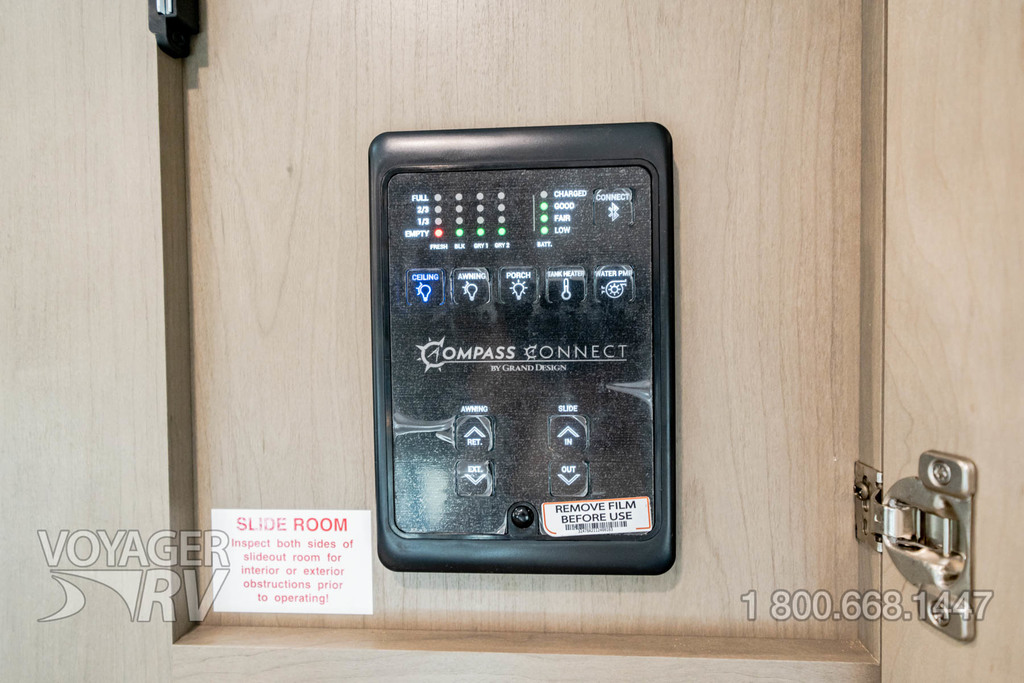 FULL
2/3
1/3
EMPTY
FRESH BLK GRY 1 GRY 2
CHARGED
GOOD
FAIR
LOW
BATT.
CONNECT
CEILING
AWNING
PORCH
TANK HEATER
WATER PMP
COMPASS CONNECT
BY GRAND DESIGN
AWNING
RET.
EXT.
SLIDE
IN
OUT
REMOVE FILM
BEFORE USE
SLIDE ROOM
Inspect both sides of
slideout room for
interior or exterior
obstructions prior
to operating!
VOYAGER
RV
1 800.668.1447